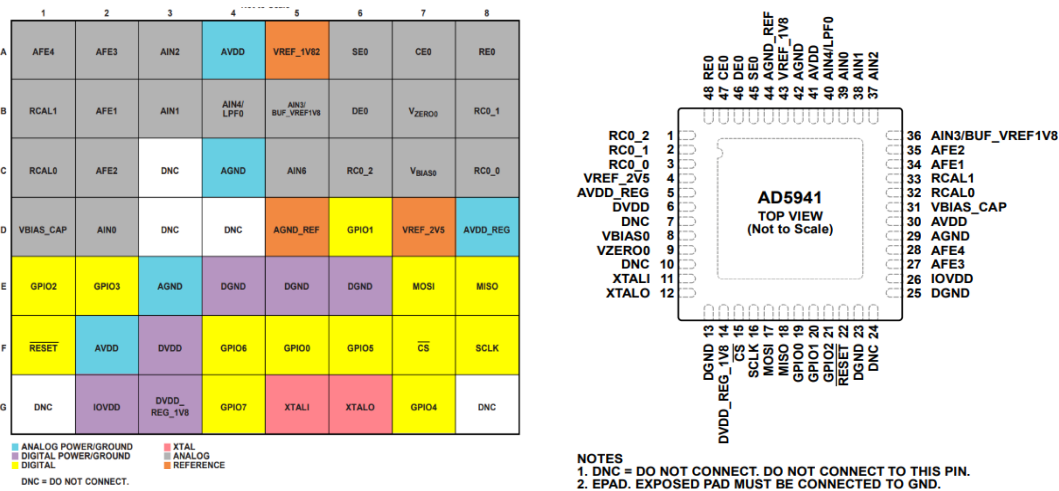 1 2 3 4 5 6 7 8
A AFE4 AFE3 AIN2 AVDD VREF_1V82 SE0 CE0 RE0
B RCAL1 AFE1 AIN1 AIN4/LPF0 AIN3/BUF_VREF1V8 DE0 VZERO0 RC0_1
C RCAL0 AFE2 DNC AGND AIN6 RC0_2 VBIAS0 RC0_0
D VBIAS_CAP AIN0 DNC DNC AGND_REF GPIO1 VREF_2V5 AVDD_REG
E GPIO2 GPIO3 AGND DGND DGND DGND MOSI MISO
F RESET AVDD DVDD GPIO6 GPIO0 GPIO5 CS SCLK
G DNC IOVDD DVDD_REG_1V8 GPIO7 XTALI XTALO GPIO4 DNC
ANALOG POWER/GROUND
DIGITAL POWER/GROUND
DIGITAL
XTAL
ANALOG
REFERENCE
DNC = DO NOT CONNECT.
48 RE0
47 CE0
46 DE0
45 SE0
44 AGND_REF
43 VREF_1V8
42 AGND
41 AVDD
40 AIN4/LPF0
39 AIN0
38 AIN1
37 AIN2
RC0_2 1
RC0_1 2
RC0_0 3
VREF_2V5 4
AVDD_REG 5
DVDD 6
DNC 7
VBIAS0 8
VZERO0 9
DNC 10
XTALI 11
XTALO 12
AD5941
TOP VIEW
(Not to Scale)
36 AIN3/BUF_VREF1V8
35 AFE2
34 AFE1
33 RCAL1
32 RCAL0
31 VBIAS_CAP
30 AVDD
29 AGND
28 AFE4
27 AFE3
26 IOVDD
25 DGND
DGND 13
DVDD_REG_1V8 14
CS 15
SCLK 16
MOSI 17
MISO 18
GPIO0 19
GPIO1 20
GPIO2 21
RESET 22
DGND 23
DNC 24
NOTES
1. DNC = DO NOT CONNECT. DO NOT CONNECT TO THIS PIN.
2. EPAD. EXPOSED PAD MUST BE CONNECTED TO GND.